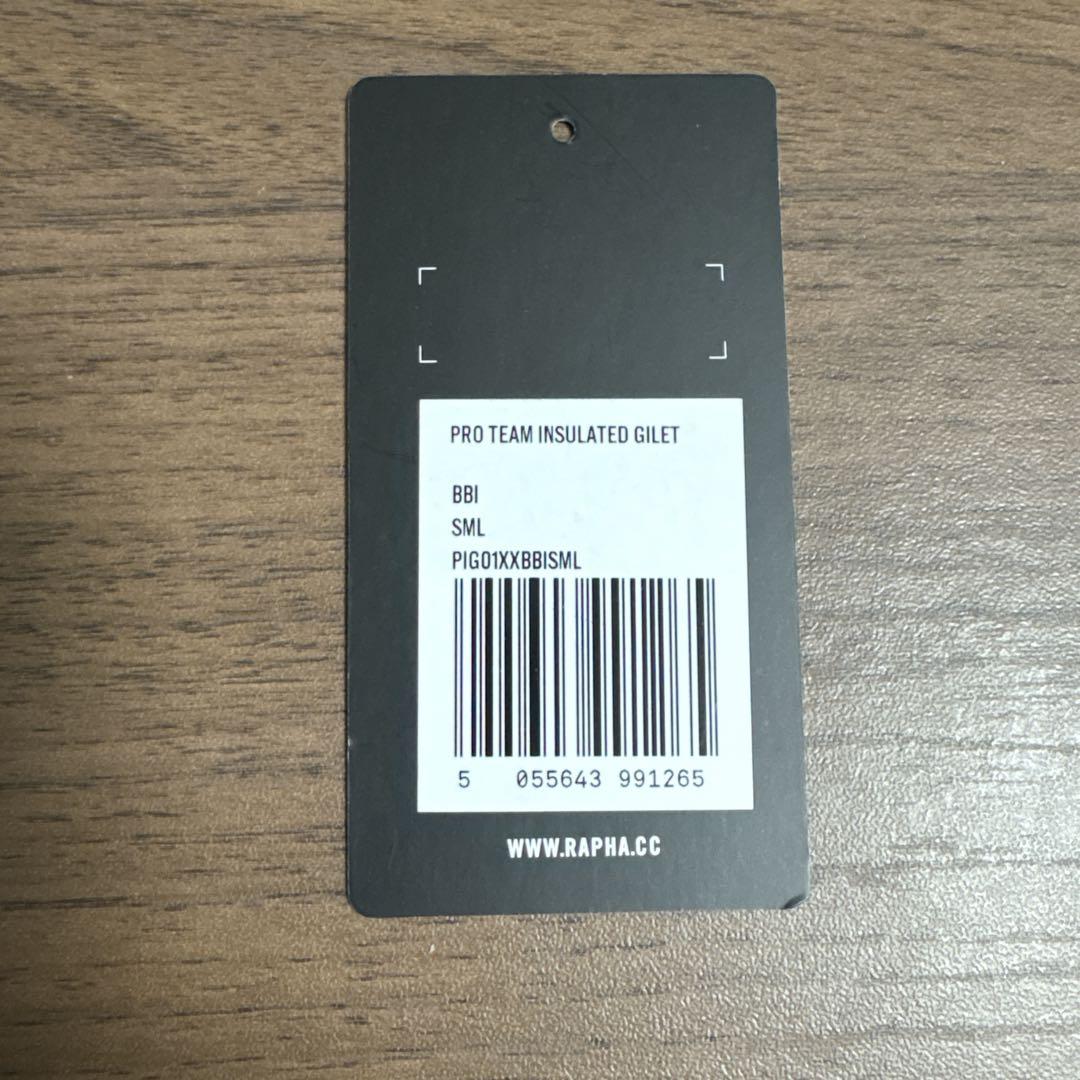 PRO TEAM INSULATED GILET
BBI
SML
PIG01XXBBISML
5 055643 991265
WWW.RAPHA.CC